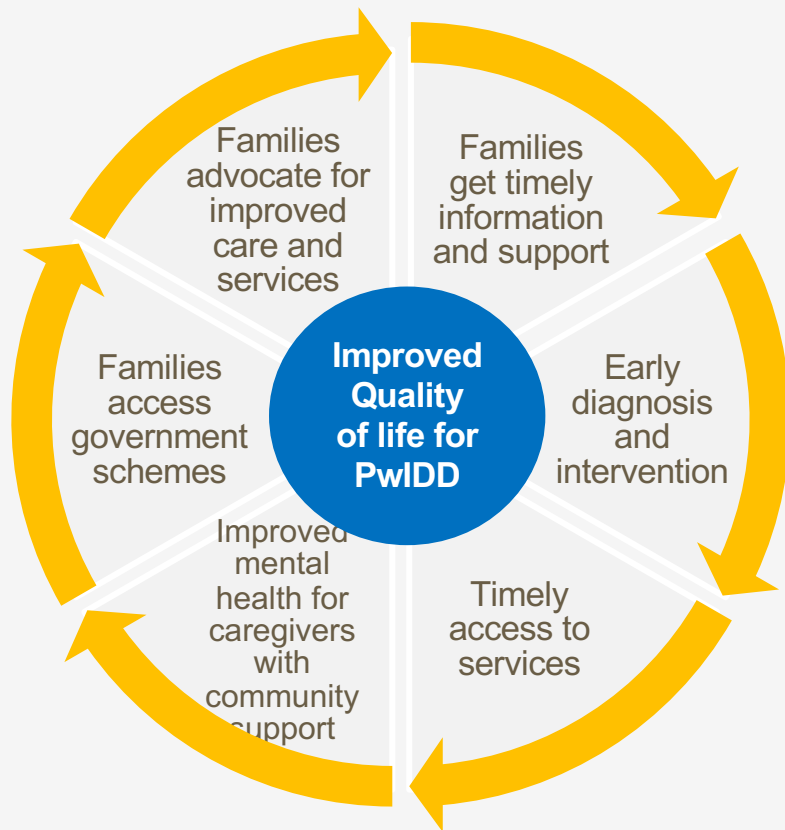 Families
get timely
information
and support
Early
diagnosis
and
intervention
Timely
access to
services
Improved
mental
health for
caregivers
with
community
support
Families
access
government
schemes
Families
advocate for
improved
care and
services
Improved
Quality
of life for
PwIDD